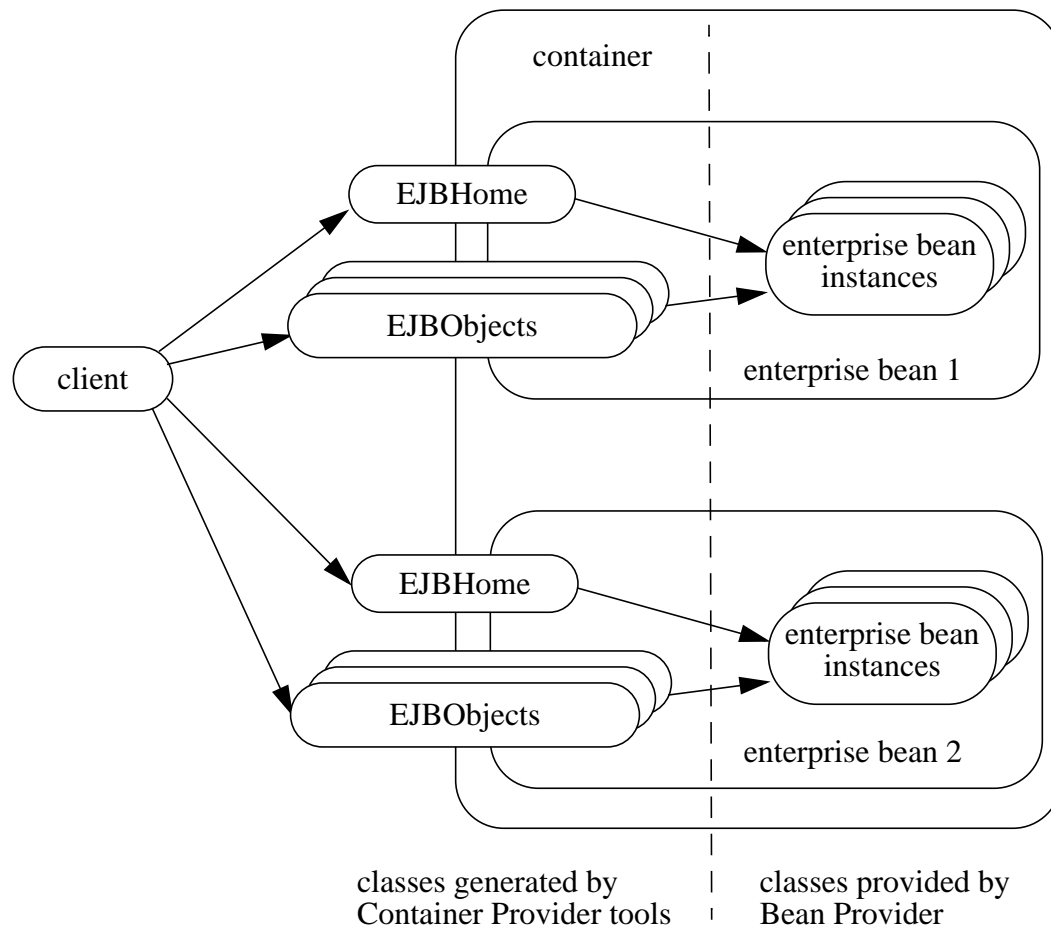 container
EJBHome
enterprise bean
instances
EJBObjects
enterprise bean 1
client
EJBHome
enterprise bean
instances
EJBObjects
enterprise bean 2
classes generated by
Container Provider tools
classes provided by
Bean Provider